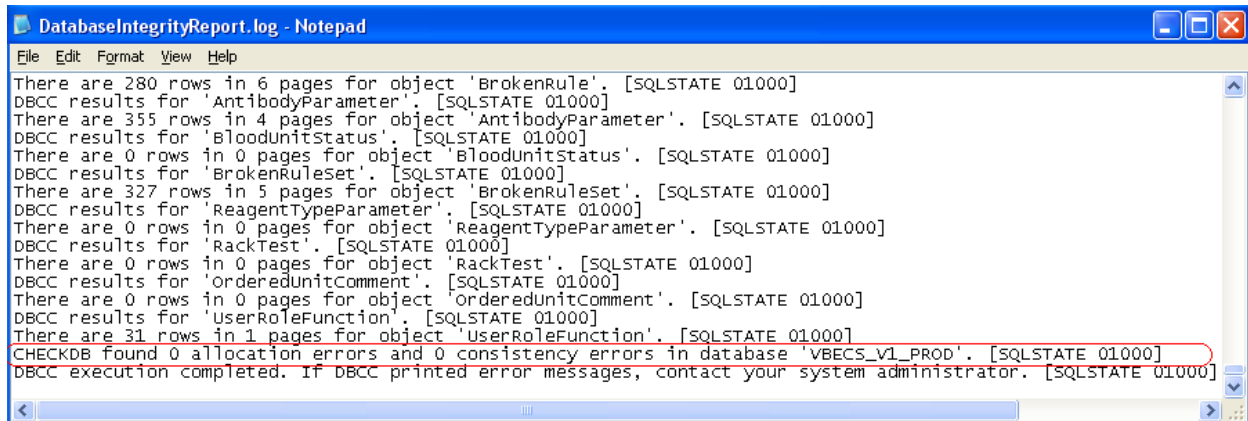 DatabaseIntegrityReport.log - Notepad
File Edit Format View Help
There are 280 rows in 6 pages for object 'BrokenRule'. [SQLSTATE 01000]
DBCC results for 'AntibodyParameter'. [SQLSTATE 01000]
There are 355 rows in 4 pages for object 'AntibodyParameter'. [SQLSTATE 01000]
DBCC results for 'BloodUnitStatus'. [SQLSTATE 01000]
There are 0 rows in 0 pages for object 'BloodUnitStatus'. [SQLSTATE 01000]
DBCC results for 'BrokenRuleSet'. [SQLSTATE 01000]
There are 327 rows in 5 pages for object 'BrokenRuleSet'. [SQLSTATE 01000]
DBCC results for 'ReagentTypeParameter'. [SQLSTATE 01000]
There are 0 rows in 0 pages for object 'ReagentTypeParameter'. [SQLSTATE 01000]
DBCC results for 'RackTest'. [SQLSTATE 01000]
There are 0 rows in 0 pages for object 'RackTest'. [SQLSTATE 01000]
DBCC results for 'OrderedUnitComment'. [SQLSTATE 01000]
There are 0 rows in 0 pages for object 'OrderedUnitComment'. [SQLSTATE 01000]
DBCC results for 'UserRoleFunction'. [SQLSTATE 01000]
There are 31 rows in 1 pages for object 'UserRoleFunction'. [SQLSTATE 01000]
CHECKDB found 0 allocation errors and 0 consistency errors in database 'VBECS_V1_PROD'. [SQLSTATE 01000]
DBCC execution completed. If DBCC printed error messages, contact your system administrator. [SQLSTATE 01000]